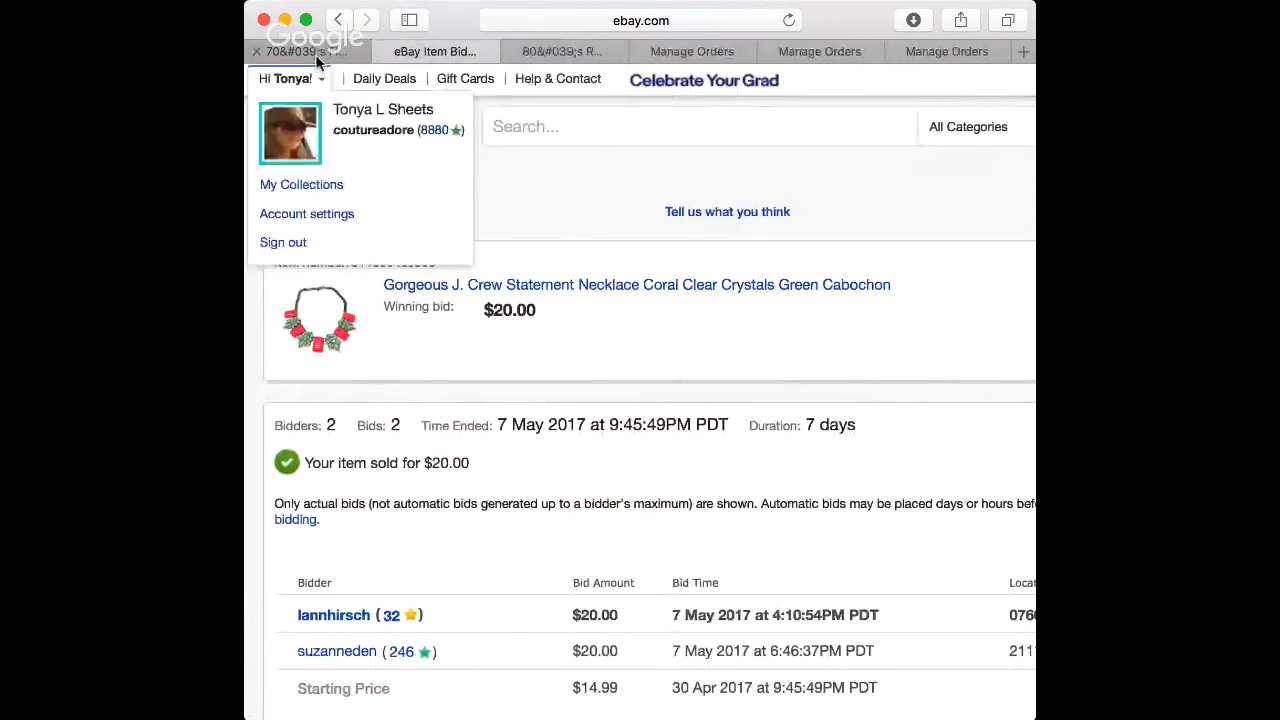 ebay.com
Google
70&#039;s
eBay Item Bid...
80&#039;s R...
Manage Orders
Manage Orders
Manage Orders
Hi Tonya!
Daily Deals
Gift Cards
Help & Contact
Celebrate Your Grad
Tonya L Sheets
coutureadore (8880)
Search...
All Categories
My Collections
Account settings
Sign out
Tell us what you think
Gorgeous J. Crew Statement Necklace Coral Clear Crystals Green Cabochon
Winning bid: $20.00
Bidders: 2 Bids: 2 Time Ended: 7 May 2017 at 9:45:49PM PDT Duration: 7 days
Your item sold for $20.00
Only actual bids (not automatic bids generated up to a bidder's maximum) are shown. Automatic bids may be placed days or hours bef
bidding.
Bidder Bid Amount Bid Time Locat
lannhirsch (32) $20.00 7 May 2017 at 4:10:54PM PDT 076
suzanneden (246) $20.00 7 May 2017 at 6:46:37PM PDT 211
Starting Price $14.99 30 Apr 2017 at 9:45:49PM PDT